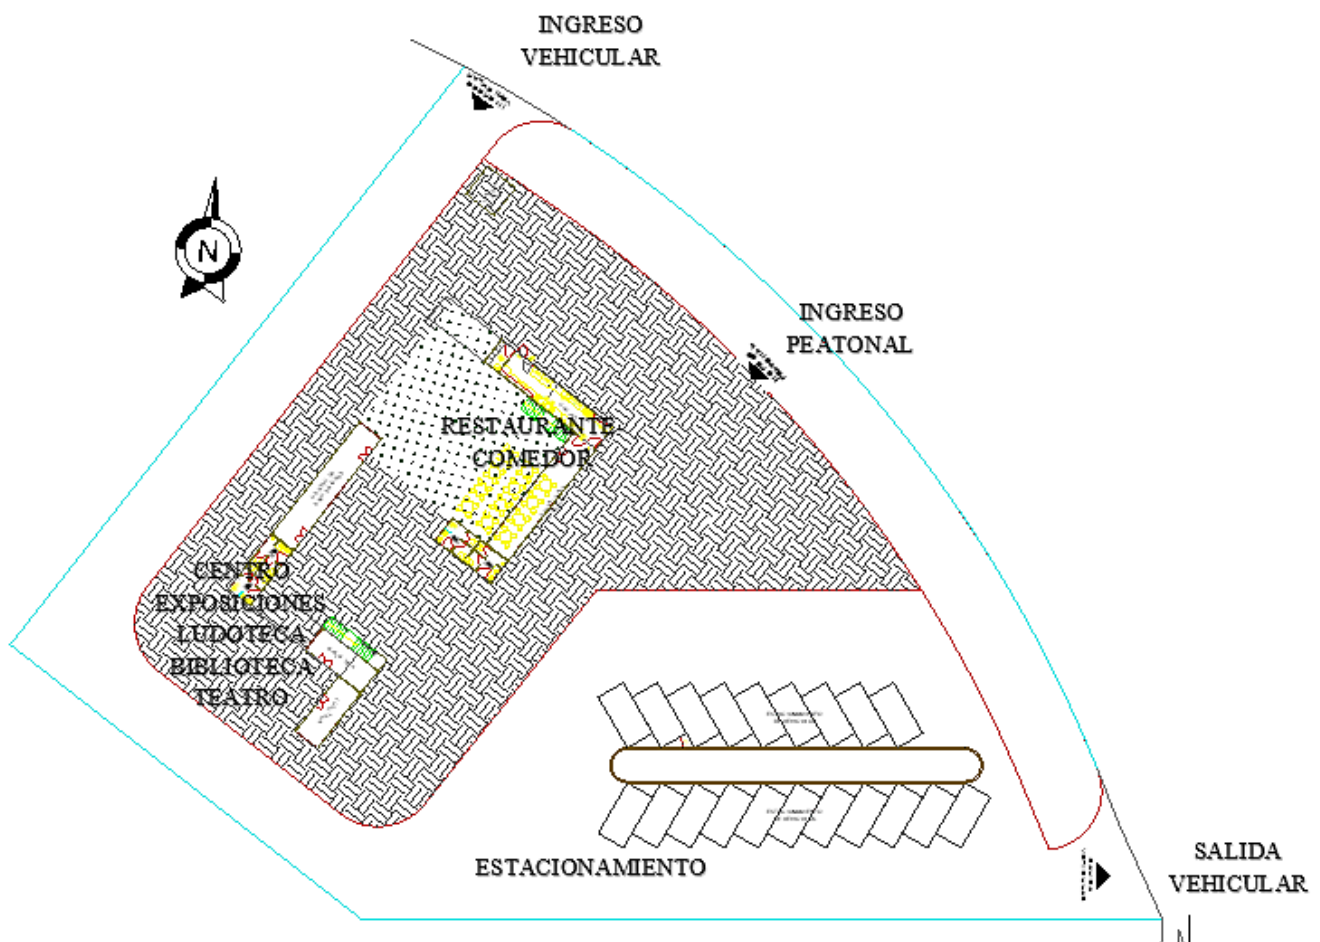 INGRESO
VEHICULAR
N
INGRESO
PEATONAL
RESTAURANTE-
COMEDOR
CENTRO
EXPOSICIONES
LUDOTECA
BIBLIOTECA
TEATRO
ESTACIONAMIENTO
SALIDA
VEHICULAR